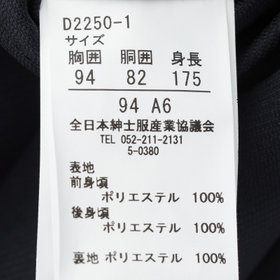 D2250-1
サイズ
胸囲 胴囲 身長
94 82 175
94 A6
全日本紳士服産業協議会
TEL 052-211-2131
5-0380
表地
前身頃
ポリエステル 100%
後身頃
ポリエステル 100%
裏地 ポリエステル 100%